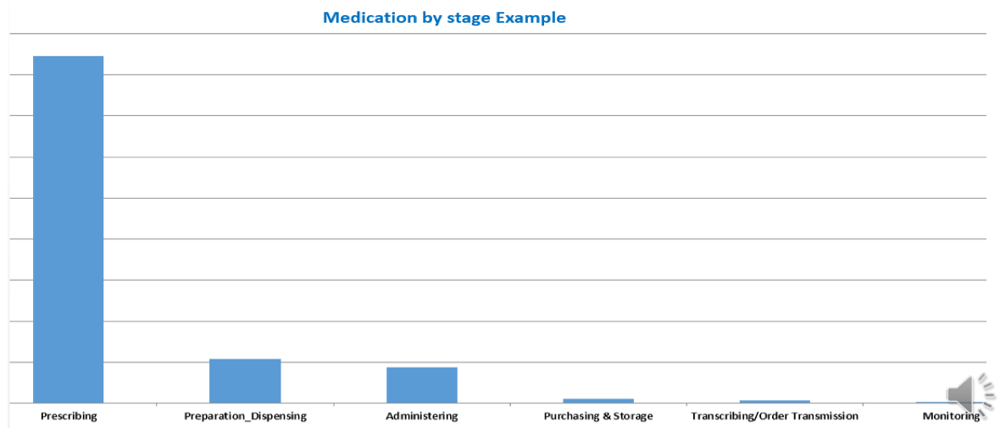 Medication by stage Example
Prescribing
Preparation_Dispensing
Administering
Purchasing & Storage
Transcribing/Order Transmission
Monitoring